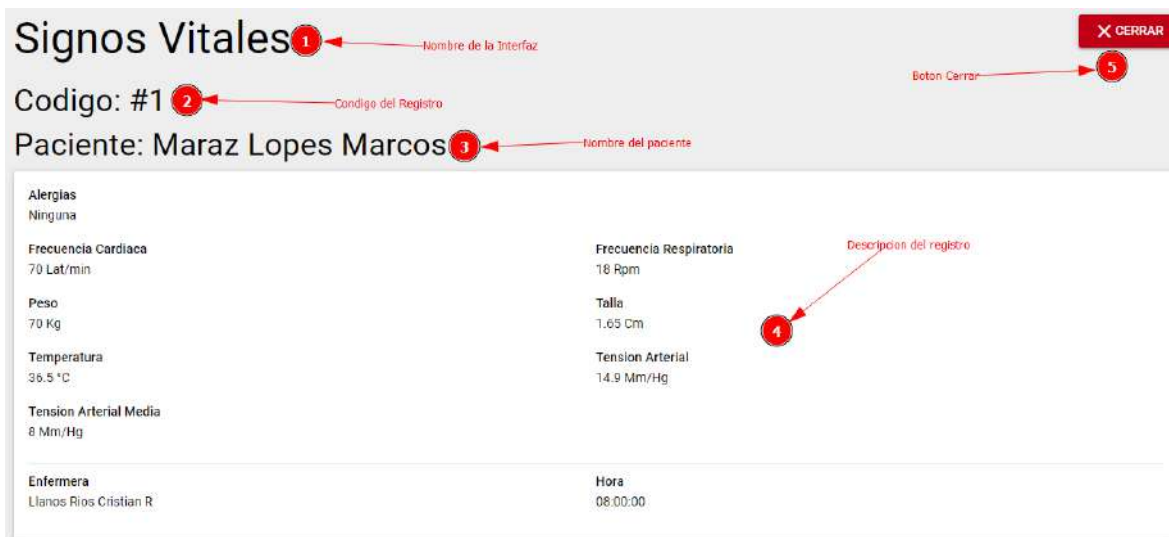 Signos Vitales 1 Nombre de la Interfaz
X CERRAR
5
Boton Cerrar
Codigo: #1 2 Condigo del Registro
Paciente: Maraz Lopes Marcos 3 Nombre del paciente
Alergias
Ninguna
Frecuencia Cardiaca
70 Lat/min
Frecuencia Respiratoria
18 Rpm
Descripcion del registro
4
Peso
70 Kg
Talla
1.65 Cm
Temperatura
36.5 °C
Tension Arterial
14.9 Mm/Hg
Tension Arterial Media
8 Mm/Hg
Enfermera
Llanos Rios Cristian R
Hora
08:00:00